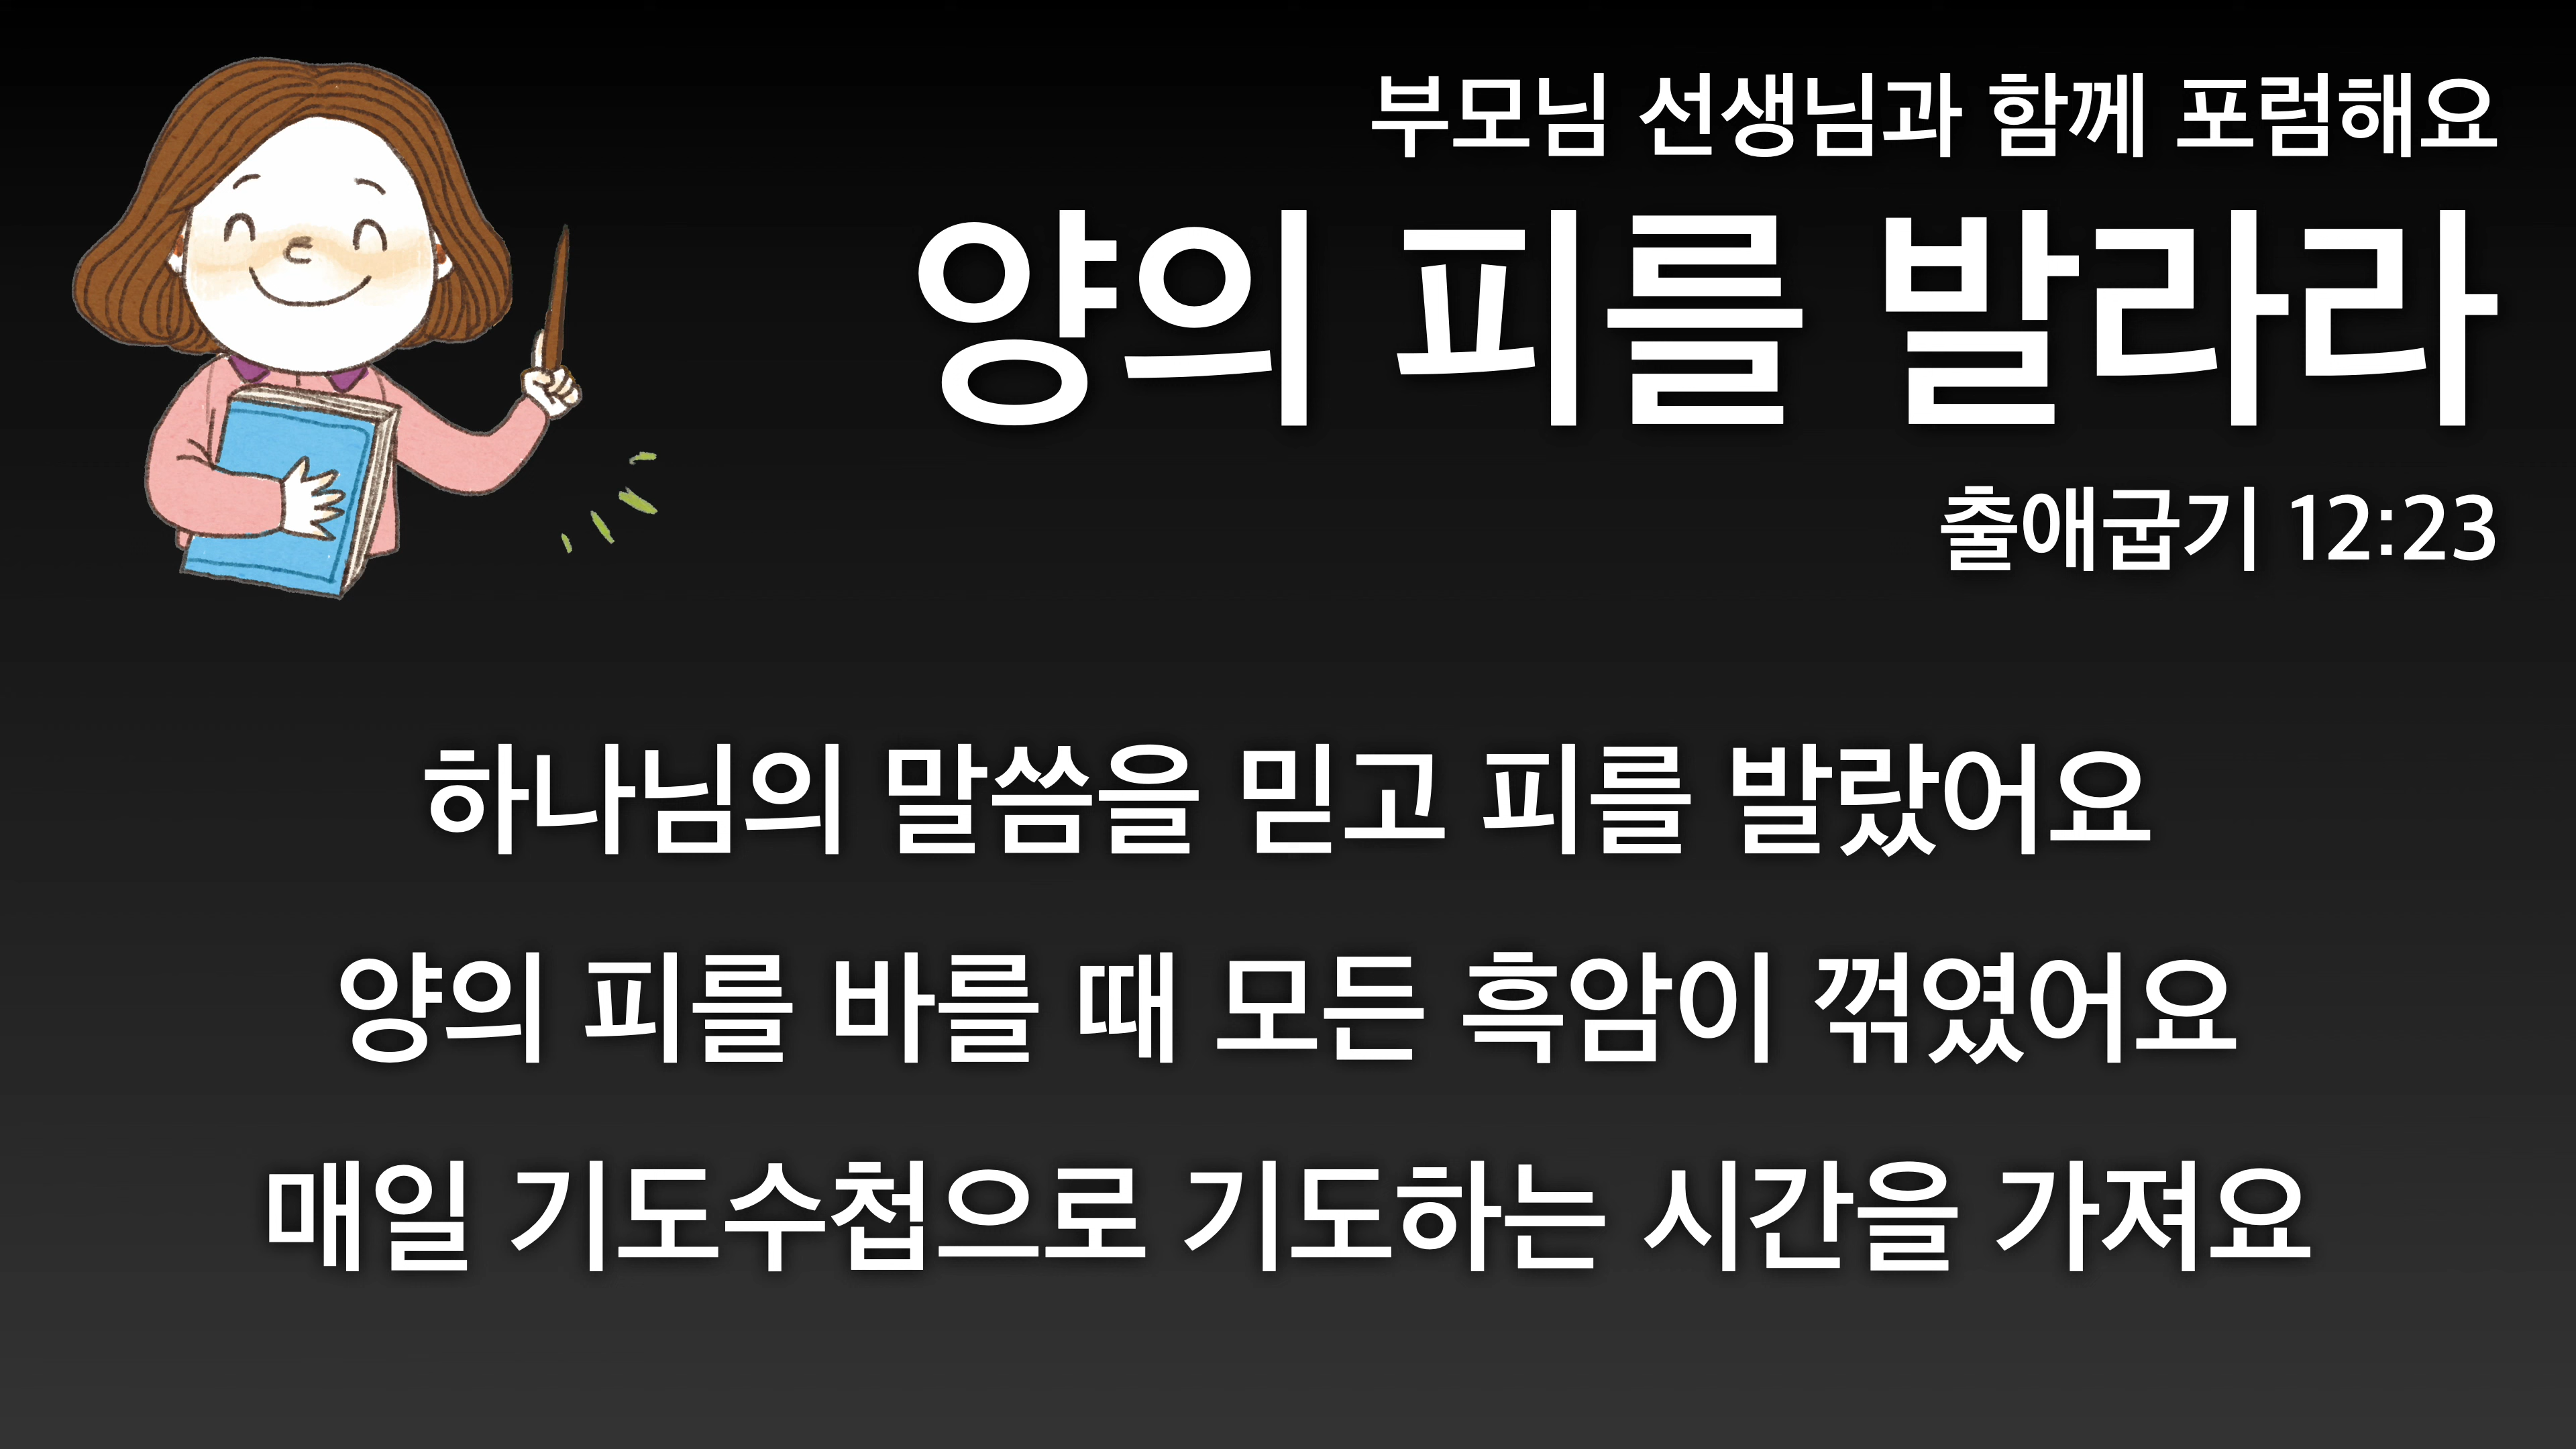 부모님 선생님과 함께 포럼해요
양의 피를 발라라
출애굽기 12:23
하나님의 말씀을 믿고 피를 발랐어요
양의 피를 바를 때 모든 흑암이 꺾였어요
매일 기도수첩으로 기도하는 시간을 가져요